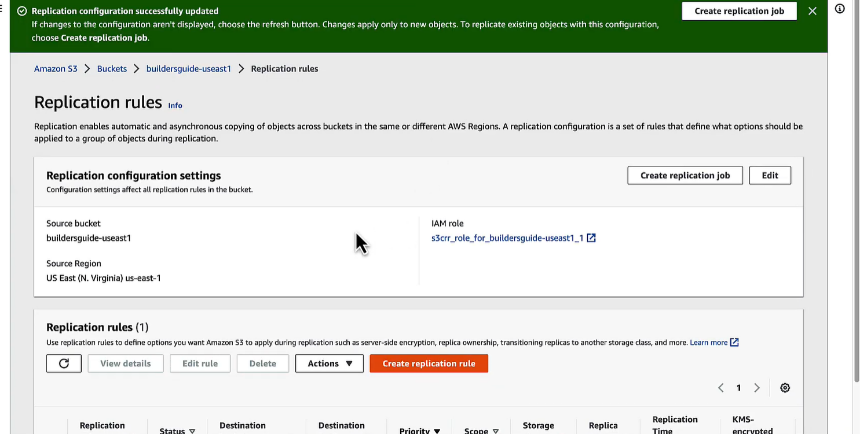 Replication configuration successfully updated
If changes to the configuration aren't displayed, choose the refresh button. Changes apply only to new objects. To replicate existing objects with this configuration,
choose Create replication job.
Create replication job
Amazon S3 > Buckets > buildersguide-useast1 > Replication rules
Replication rules Info
Replication enables automatic and asynchronous copying of objects across buckets in the same or different AWS Regions. A replication configuration is a set of rules that define what options should be
applied to a group of objects during replication.
Replication configuration settings
Configuration settings affect all replication rules in the bucket.
Create replication job
Edit
Source bucket
buildersguide-useast1
Source Region
US East (N. Virginia) us-east-1
IAM role
s3crr_role_for_buildersguide-useast1_1
Replication rules (1)
Use replication rules to define options you want Amazon S3 to apply during replication such as server-side encryption, replica ownership, transitioning replicas to another storage class, and more. Learn more
View details
Edit rule
Delete
Actions
Create replication rule
1
Replication
Status
Destination
Destination
Priority
Scope
Storage
Replica
Replication
Time
KMS-
encrypted